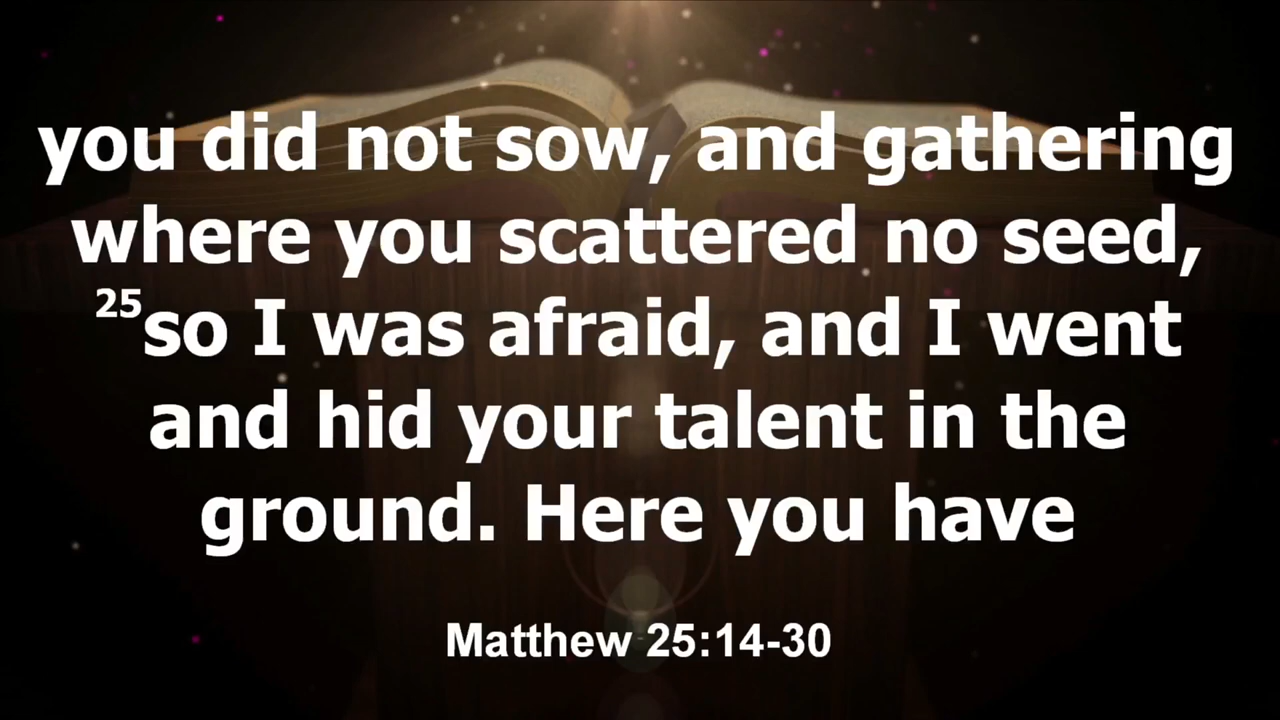 you did not sow, and gathering
where you scattered no seed,
25so I was afraid, and I went
and hid your talent in the
ground. Here you have
Matthew 25:14-30